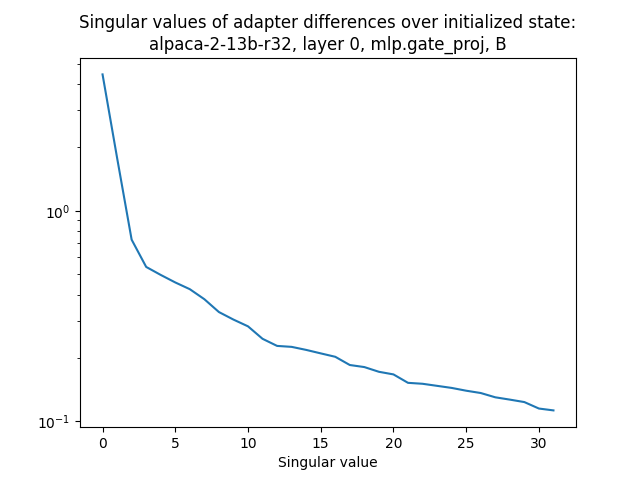 Singular values of adapter differences over initialized state:
alpaca-2-13b-r32, layer 0, mlp.gate_proj, B
10⁰
10⁻¹
0 5 10 15 20 25 30
Singular value